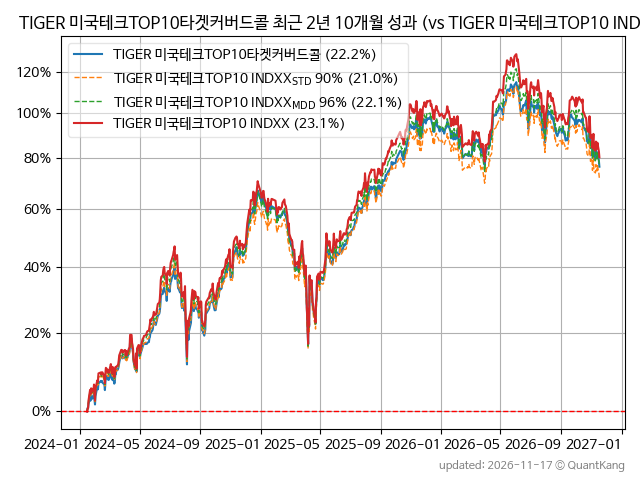 TIGER 미국테크TOP10타겟커버드콜 최근 2년 10개월 성과 (vs TIGER 미국테크TOP10 IND
TIGER 미국테크TOP10타겟커버드콜 (22.2%)
TIGER 미국테크TOP10 INDXX_STD 90% (21.0%)
TIGER 미국테크TOP10 INDXX_MDD 96% (22.1%)
TIGER 미국테크TOP10 INDXX (23.1%)
120%
100%
80%
60%
40%
20%
0%
2024-01 2024-05 2024-09 2025-01 2025-05 2025-09 2026-01 2026-05 2026-09 2027-01
updated: 2026-11-17 © QuantKang